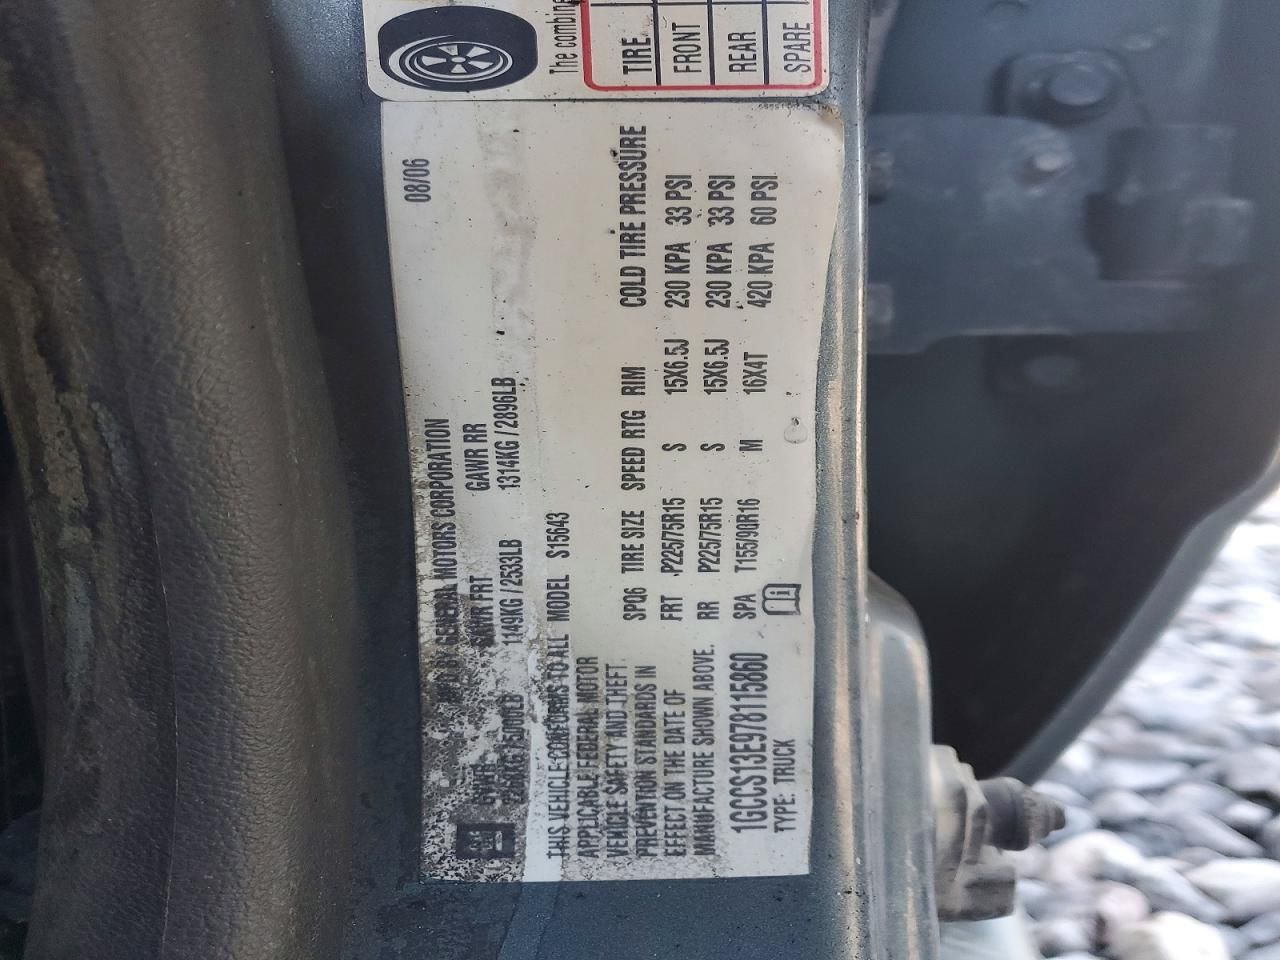 The combine
TIRE
FRONT
REAR
SPARE
08/06
BY GENERAL MOTORS CORPORATION
GVWR GAWR FRT GAWR RR
1149KG / 2533LB 1314KG / 2896LB
THIS VEHICLE CONFORMS TO ALL MODEL S15643
APPLICABLE FEDERAL MOTOR
VEHICLE SAFETY AND THEFT
PREVENTION STANDARDS IN
EFFECT ON THE DATE OF
MANUFACTURE SHOWN ABOVE.
1GCCS13E978115860
TYPE: TRUCK
SPQ6 TIRE SIZE SPEED RTG RIM COLD TIRE PRESSURE
FRT P225/75R15 S 15X6.5J 230 KPA 33 PSI
RR P225/75R15 S 15X6.5J 230 KPA 33 PSI
SPA T155/90R16 M 16X4T 420 KPA 60 PSI